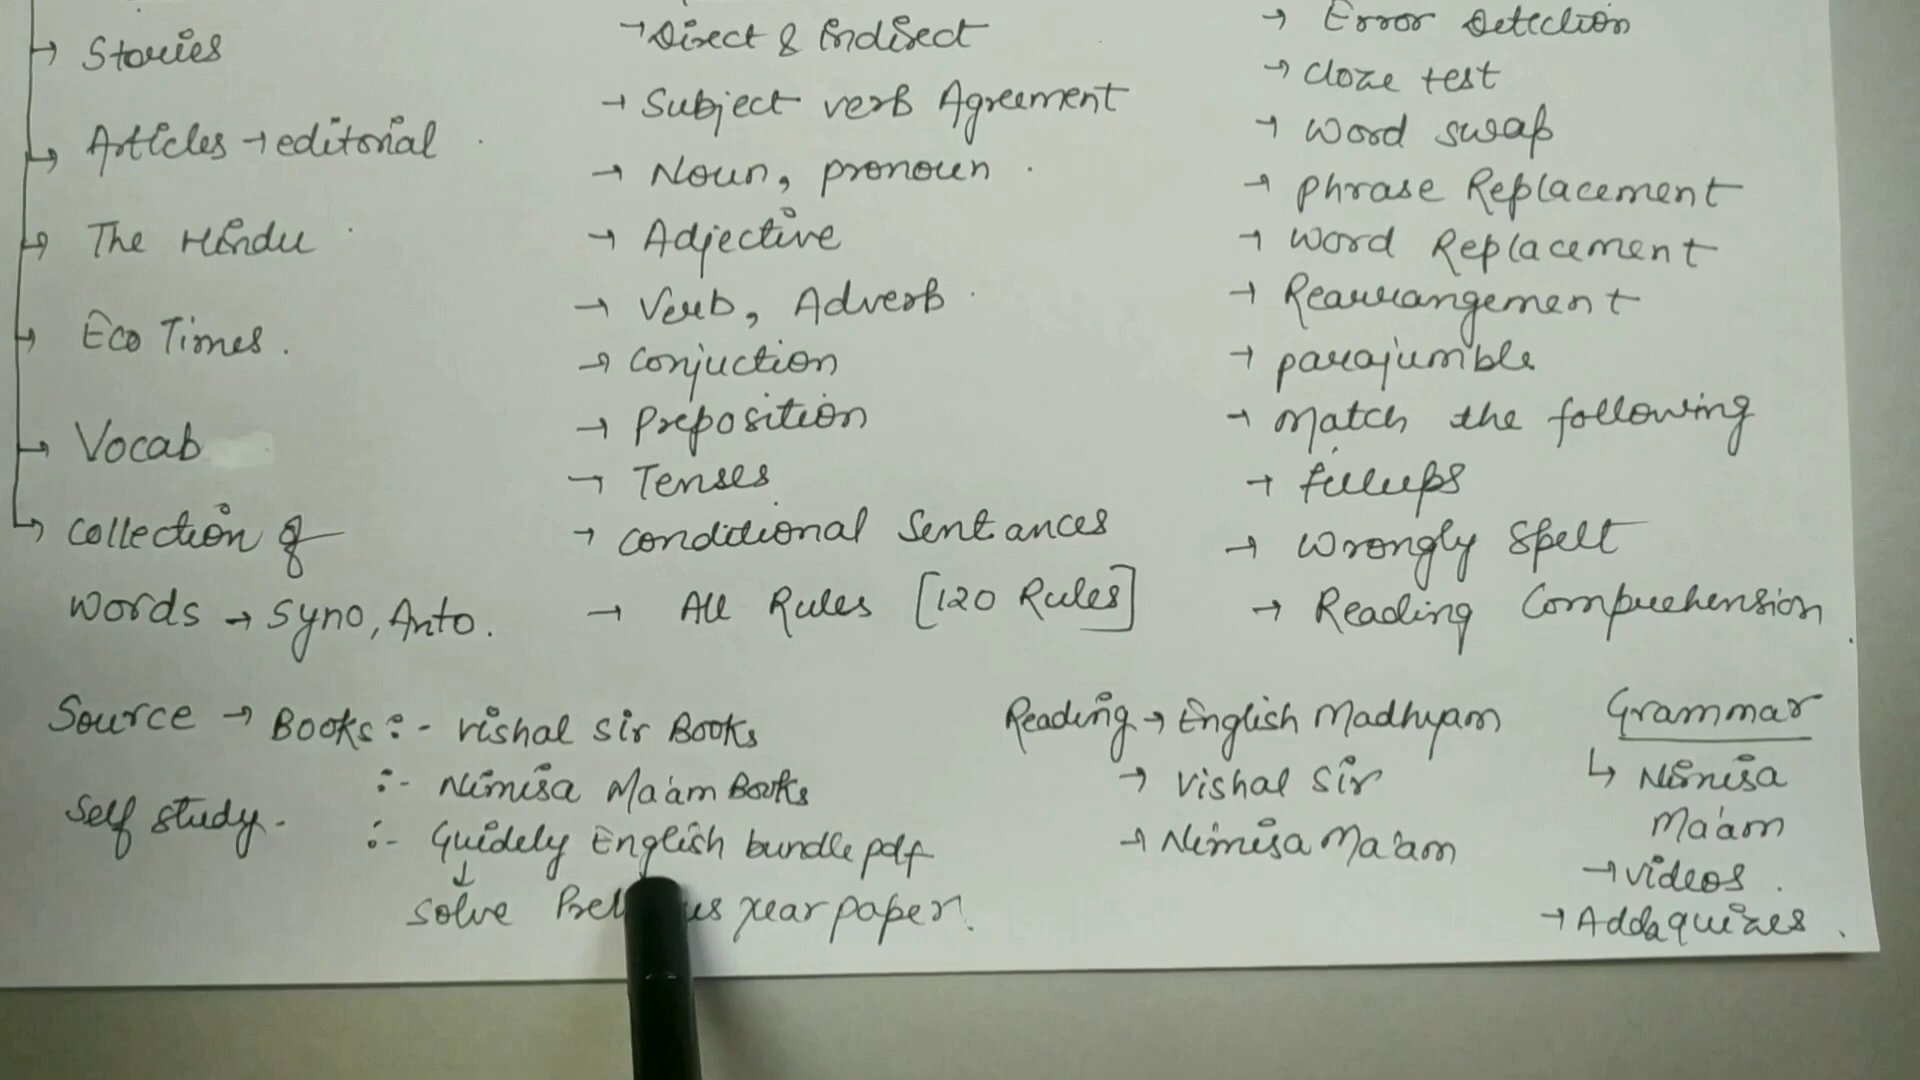 → Stories
→ Articles → editorial
→ The Hindu
→ Eco Times.
→ Vocab
→ Collection of
words → Syno, Anto.
→ Direct & Indirect
→ Subject verb Agreement
→ Noun, pronoun
→ Adjective
→ Verb, Adverb
→ Conjuction
→ Preposition
→ Tenses
→ conditional Sentances
→ All Rules [120 Rules]
→ Error Detection
→ Cloze test
→ Word swap
→ Phrase Replacement
→ Word Replacement
→ Rearrangement
→ parajumble
→ Match the following
→ fillups
→ Wrongly Spelt
→ Reading Comprehension
Source → Books :- Vishal Sir Books
Self study. :- Nimisa Ma'am Books
:- Guidely English bundle pdf
↓
solve year paper.
Reading → English Madhyam
→ Vishal Sir
→ Nimisa Ma'am
Grammar
↳ Nimisa
Ma'am
→ videos.
→ Adda quizes.